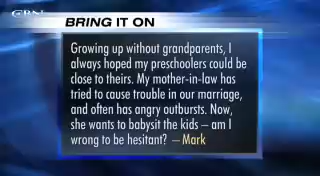 CBN
BRING IT ON
Growing up without grandparents, I
always hoped my preschoolers could be
close to theirs. My mother-in-law has
tried to cause trouble in our marriage,
and often has angry outbursts. Now,
she wants to babysit the kids – am I
wrong to be hesitant? – Mark